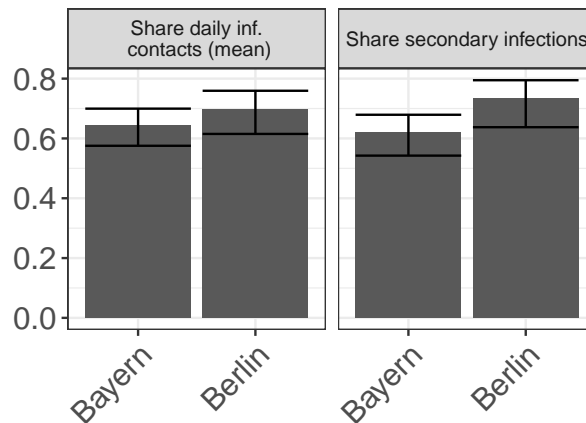 Share daily inf.
contacts (mean)
Share secondary infections
0.8
0.6
0.4
0.2
0.0
Bayern
Berlin
Bayern
Berlin